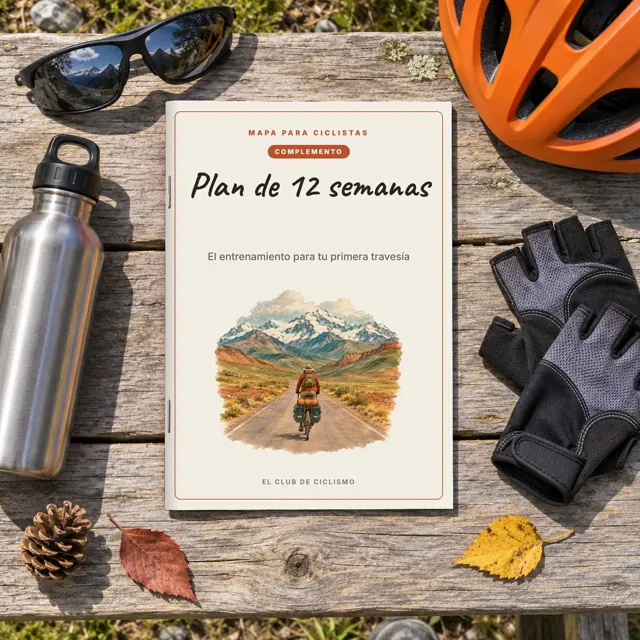 MAPA PARA CICLISTAS
COMPLEMENTO
Plan de 12 semanas
El entrenamiento para tu primera travesía
EL CLUB DE CICLISMO